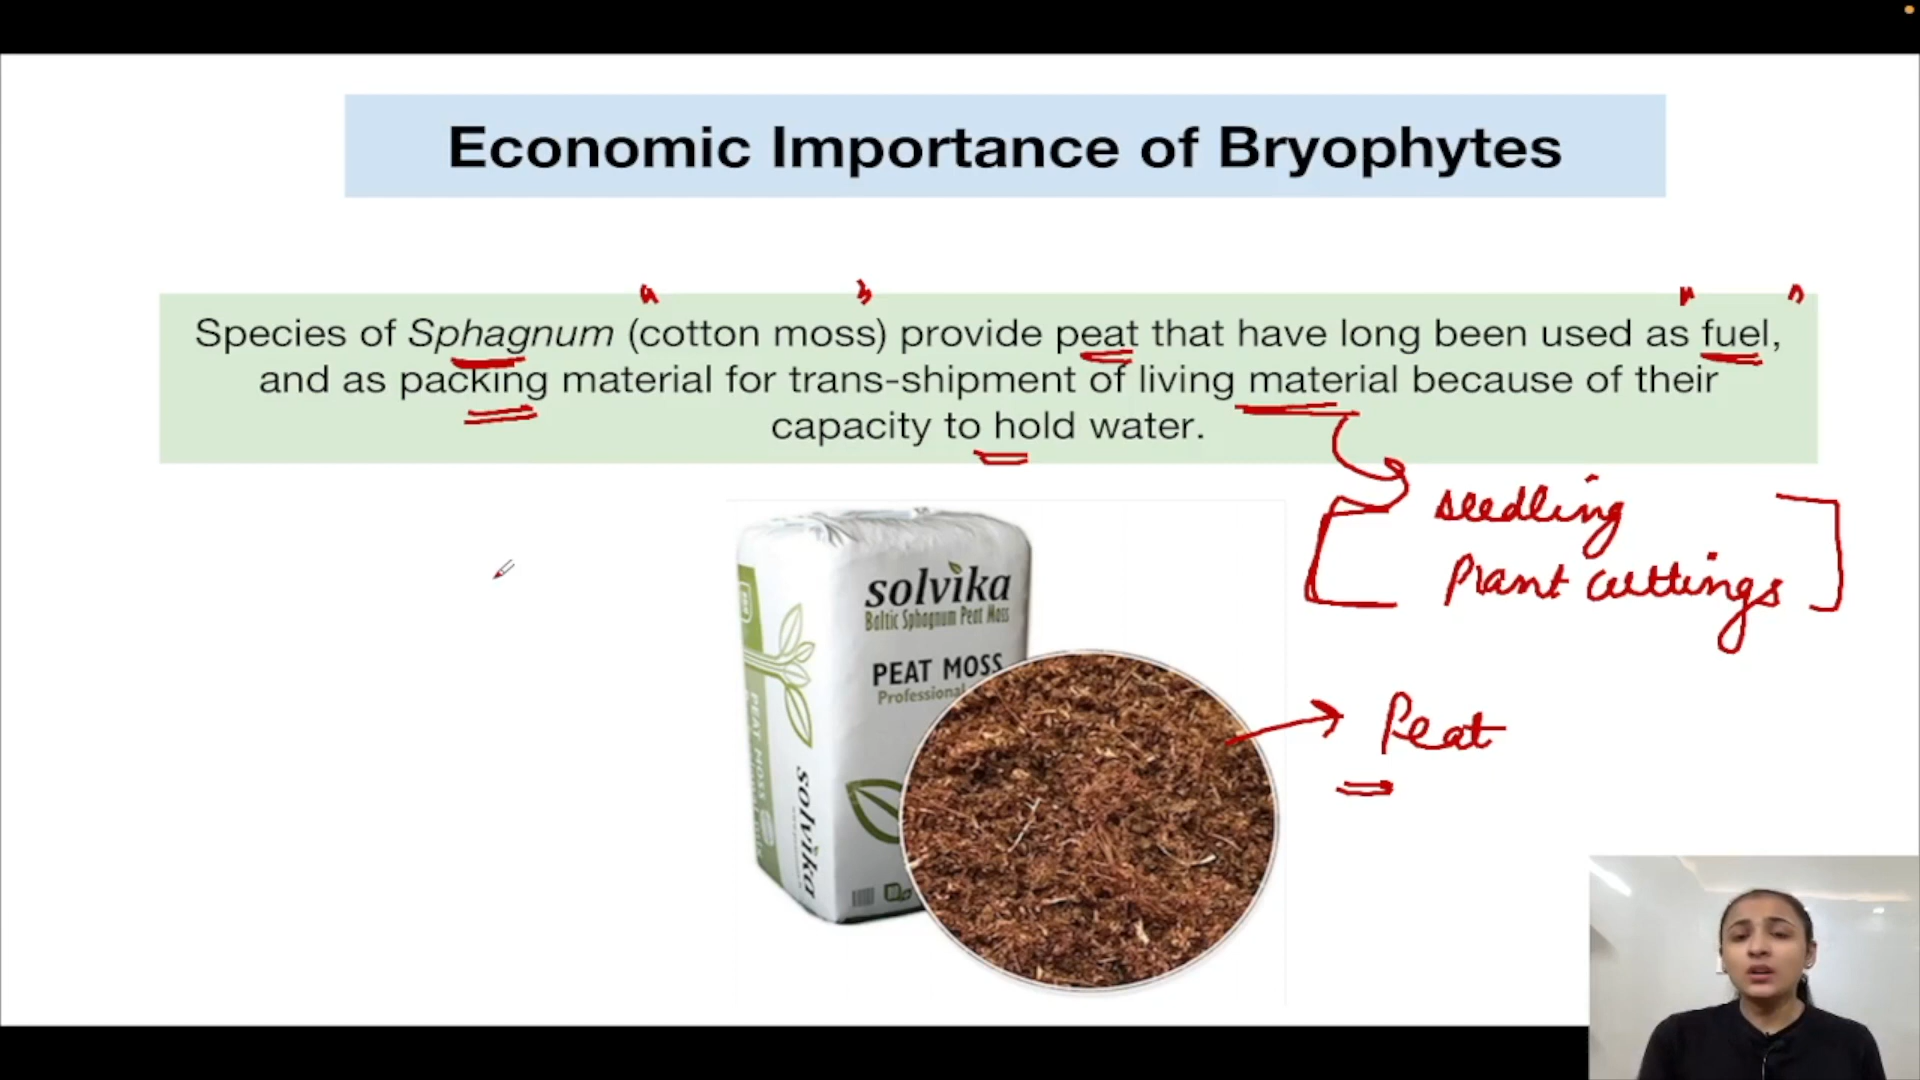 Economic Importance of Bryophytes
Species of Sphagnum (cotton moss) provide peat that have long been used as fuel,
and as packing material for trans-shipment of living material because of their
capacity to hold water.
seedling
Plant cuttings
solvika
Baltic Sphagnum Peat Moss
PEAT MOSS
Professional
solvika
PEAT MOSS
Peat